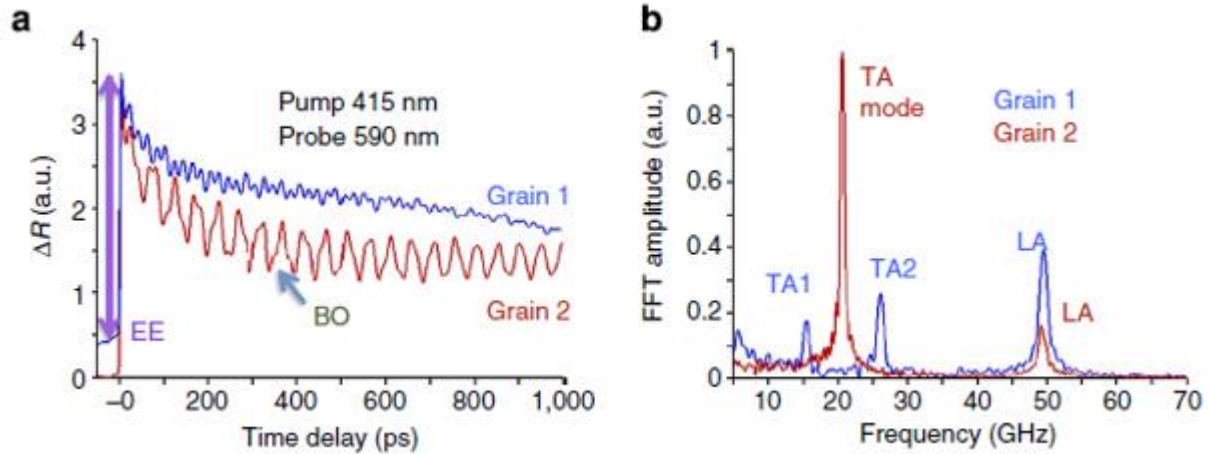 a
4
3
2
1
0
ΔR (a.u.)
Pump 415 nm
Probe 590 nm
Grain 1
Grain 2
EE
BO
–0
200
400
600
800
1,000
Time delay (ps)
b
1
0.8
0.6
0.4
0.2
0
FFT amplitude (a.u.)
TA
mode
Grain 1
Grain 2
TA1
TA2
LA
LA
10
20
30
40
50
60
70
Frequency (GHz)